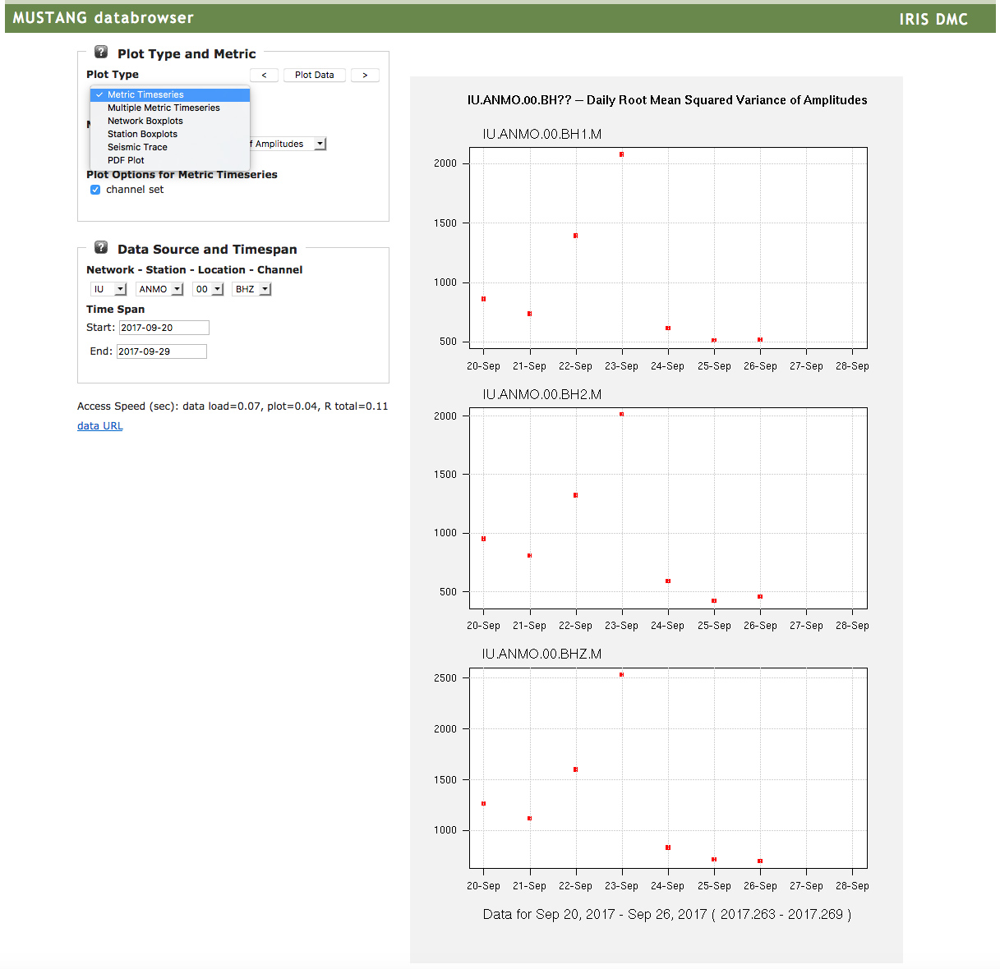 MUSTANG databrowser
IRIS DMC
Plot Type and Metric
Plot Type
< Plot Data >
✓ Metric Timeseries
Multiple Metric Timeseries
Network Boxplots
Station Boxplots
Seismic Trace
PDF Plot
f Amplitudes
Plot Options for Metric Timeseries
channel set
Data Source and Timespan
Network - Station - Location - Channel
IU ANMO 00 BHZ
Time Span
Start: 2017-09-20
End: 2017-09-29
Access Speed (sec): data load=0.07, plot=0.04, R total=0.11
data URL
IU.ANMO.00.BH?? -- Daily Root Mean Squared Variance of Amplitudes
IU.ANMO.00.BH1.M
2000
1500
1000
500
20-Sep 21-Sep 22-Sep 23-Sep 24-Sep 25-Sep 26-Sep 27-Sep 28-Sep
IU.ANMO.00.BH2.M
2000
1500
1000
500
20-Sep 21-Sep 22-Sep 23-Sep 24-Sep 25-Sep 26-Sep 27-Sep 28-Sep
IU.ANMO.00.BHZ.M
2500
2000
1500
1000
20-Sep 21-Sep 22-Sep 23-Sep 24-Sep 25-Sep 26-Sep 27-Sep 28-Sep
Data for Sep 20, 2017 - Sep 26, 2017 ( 2017.263 - 2017.269 )